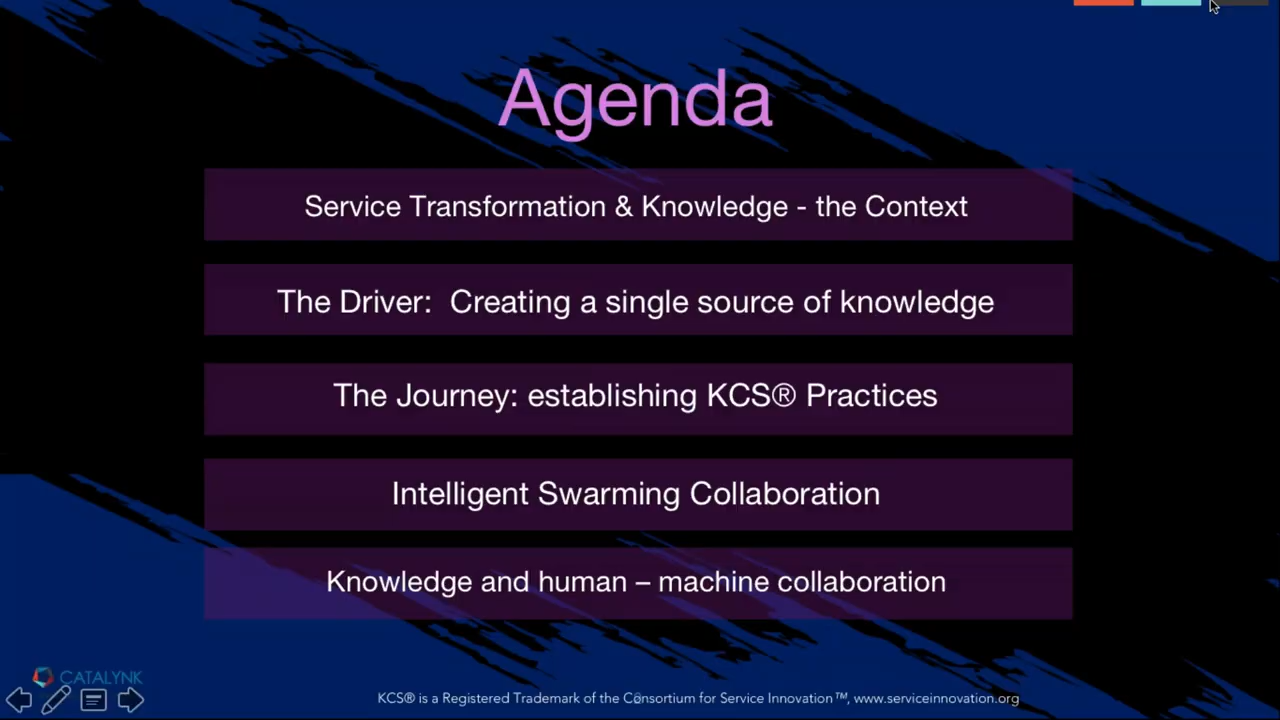 Agenda
Service Transformation & Knowledge - the Context
The Driver:  Creating a single source of knowledge
The Journey: establishing KCS® Practices
Intelligent Swarming Collaboration
Knowledge and human – machine collaboration
CATALYNK
KCS® is a Registered Trademark of the Consortium for Service Innovation™, www.serviceinnovation.org